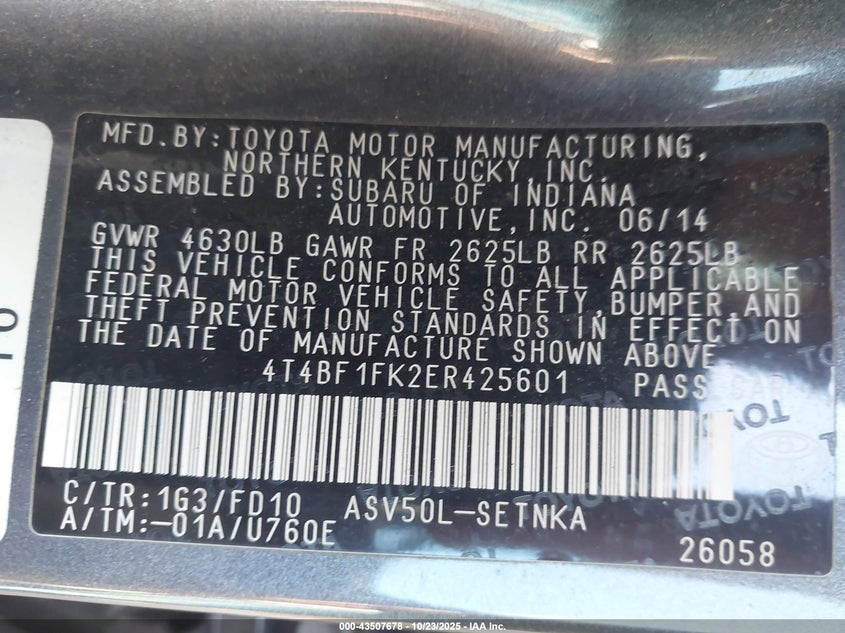 MFD.BY:TOYOTA MOTOR MANUFACTURING,
NORTHERN KENTUCKY,INC.
ASSEMBLED BY:SUBARU OF INDIANA
AUTOMOTIVE,INC. 06/14
GVWR 4630LB GAWR FR 2625LB RR 2625LB
THIS VEHICLE CONFORMS TO ALL APPLICABLE
FEDERAL MOTOR VEHICLE SAFETY,BUMPER,AND
THEFT PREVENTION STANDARDS IN EFFECT ON
THE DATE OF MANUFACTURE SHOWN ABOVE.
4T4BF1FK2ER425601 PASS CAR
C/TR:1G3/FD10 ASV50L-SETNKA
A/TM:-01A/U760E
26058
TOYOTA
TOYOTA
000-43507678 - 10/23/2025 - IAA Inc.